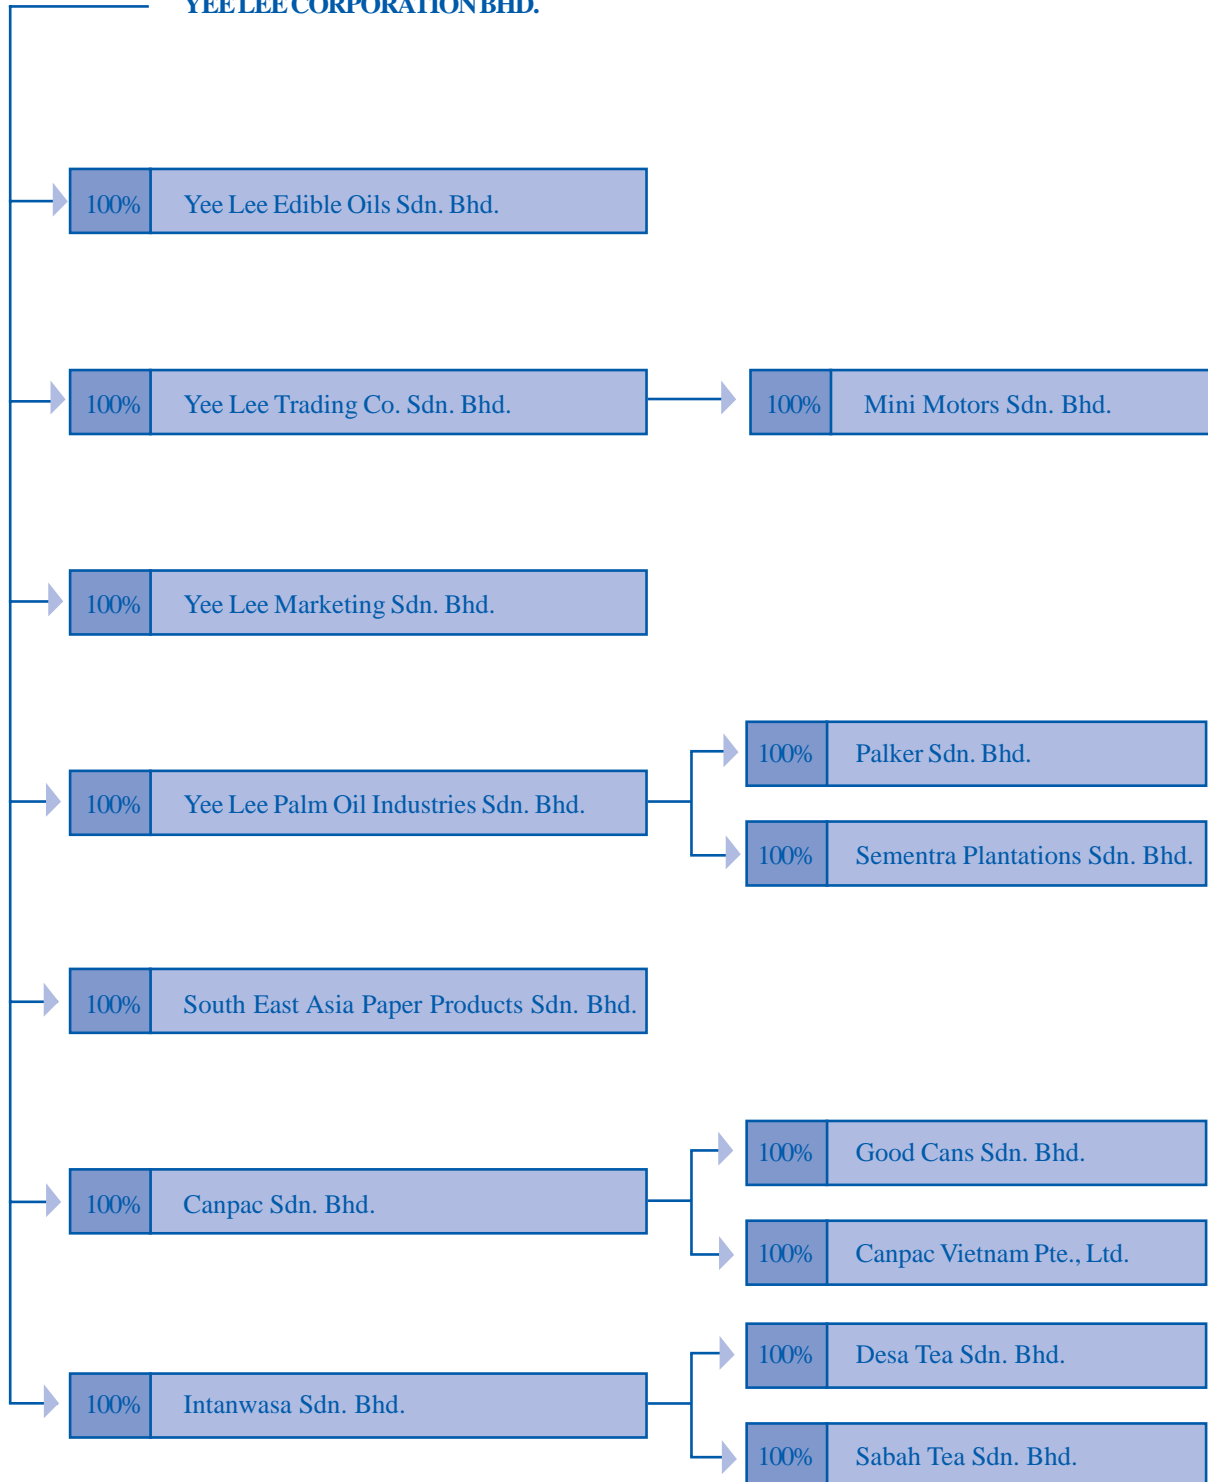 YEE LEE CORPORATION BHD.
100% Yee Lee Edible Oils Sdn. Bhd.
100% Yee Lee Trading Co. Sdn. Bhd.
100% Mini Motors Sdn. Bhd.
100% Yee Lee Marketing Sdn. Bhd.
100% Yee Lee Palm Oil Industries Sdn. Bhd.
100% Palker Sdn. Bhd.
100% Sementra Plantations Sdn. Bhd.
100% South East Asia Paper Products Sdn. Bhd.
100% Canpac Sdn. Bhd.
100% Good Cans Sdn. Bhd.
100% Canpac Vietnam Pte., Ltd.
100% Intanwasa Sdn. Bhd.
100% Desa Tea Sdn. Bhd.
100% Sabah Tea Sdn. Bhd.